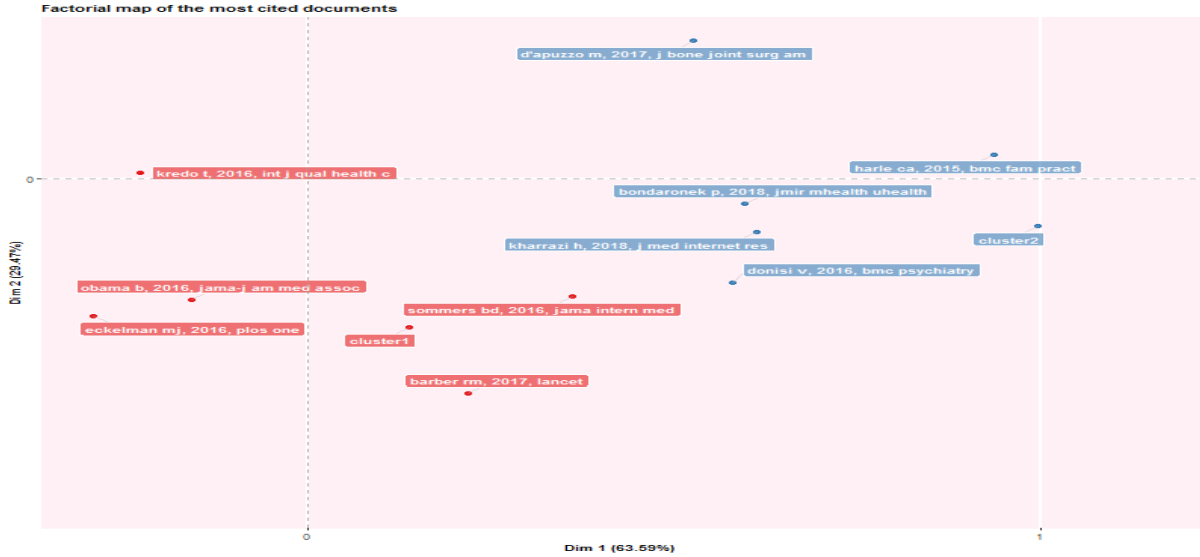 Factorial map of the most cited documents
d'apuzzo m, 2017, j bone joint surg am
harle ca, 2015, bmc fam pract
kredo t, 2016, int j qual health c
0
bondaronek p, 2018, jmir mhealth uhealth
cluster2
kharrazi h, 2018, j med internet res
donisi v, 2016, bmc psychiatry
Dim 2 (29.47%)
obama b, 2016, jama-j am med assoc
sommers bd, 2016, jama intern med
eckelman mj, 2016, plos one
cluster1
barber rm, 2017, lancet
0
1
Dim 1 (63.59%)